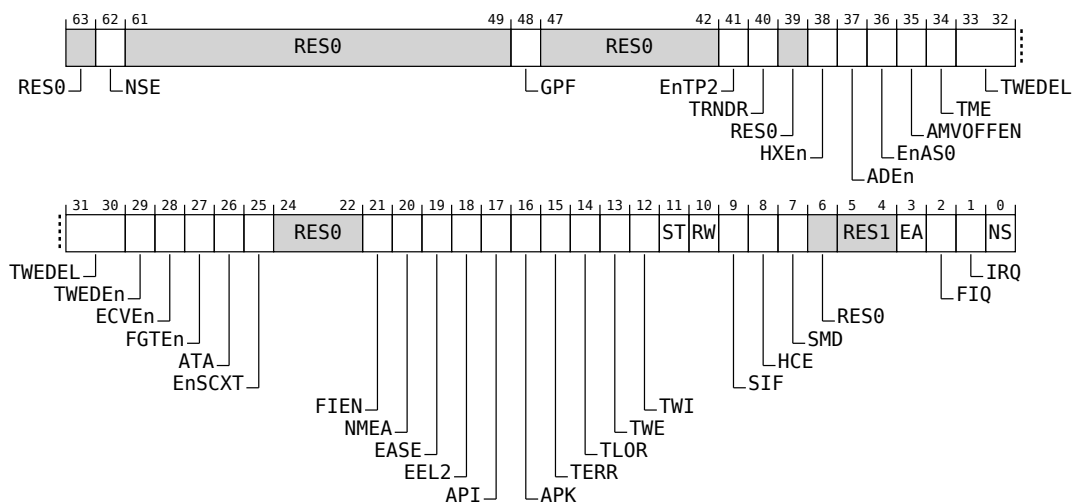 63 62 61 49 48 47 42 41 40 39 38 37 36 35 34 33 32
RES0 RES0
RES0 NSE GPF EnTP2 TWEDEL
TRNDR TME
RES0 AMVOFFEN
HXEn EnAS0
ADEn
31 30 29 28 27 26 25 24 22 21 20 19 18 17 16 15 14 13 12 11 10 9 8 7 6 5 4 3 2 1 0
RES0 ST RW RES1 EA NS
TWEDEL IRQ
TWEDEn FIQ
ECVEn RES0
FGTEn SMD
ATA HCE
EnSCXT SIF
FIEN TWI
NMEA TWE
EASE TLOR
EEL2 TERR
API APK